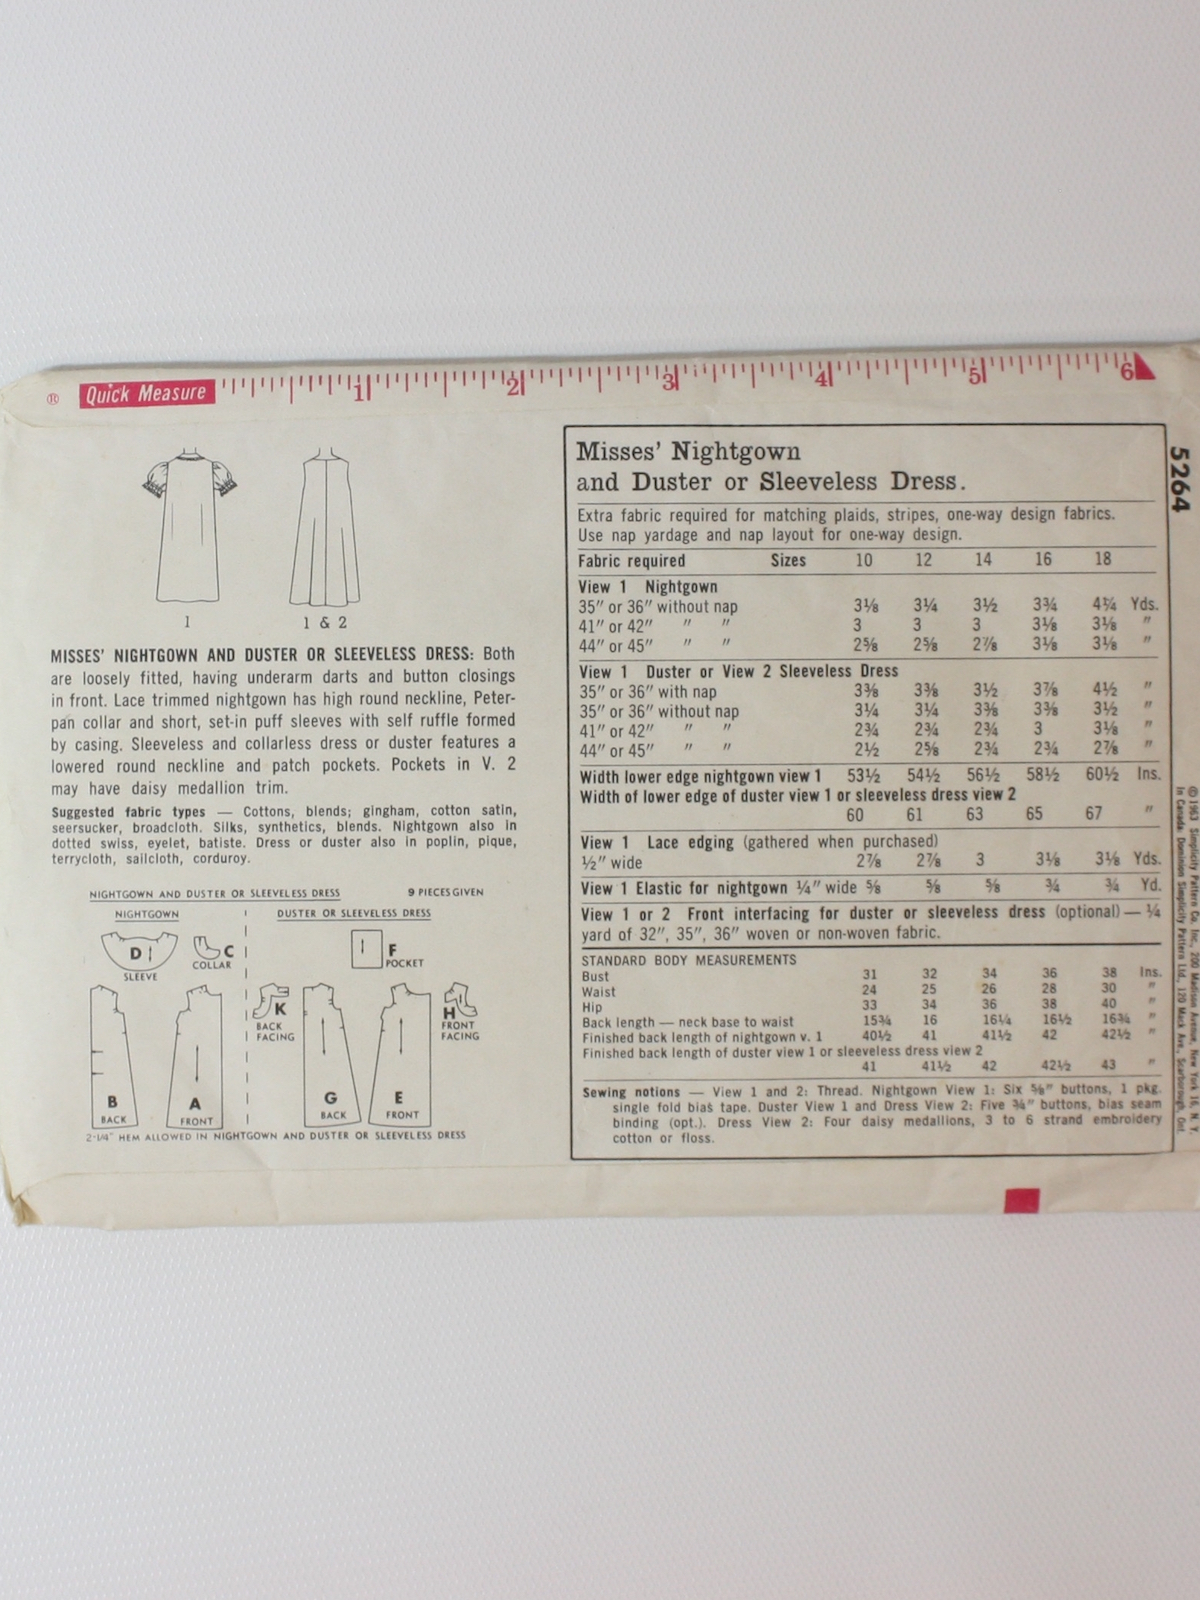 ® Quick Measure 1 2 3 4 5 6
1
1 & 2
MISSES' NIGHTGOWN AND DUSTER OR SLEEVELESS DRESS: Both
are loosely fitted, having underarm darts and button closings
in front. Lace trimmed nightgown has high round neckline, Peter-
pan collar and short, set-in puff sleeves with self ruffle formed
by casing. Sleeveless and collarless dress or duster features a
lowered round neckline and patch pockets. Pockets in V. 2
may have daisy medallion trim.
Suggested fabric types — Cottons, blends; gingham, cotton satin,
seersucker, broadcloth. Silks, synthetics, blends. Nightgown also in
dotted swiss, eyelet, batiste. Dress or duster also in poplin, pique,
terrycloth, sailcloth, corduroy.
NIGHTGOWN AND DUSTER OR SLEEVELESS DRESS 9 PIECES GIVEN
NIGHTGOWN
DUSTER OR SLEEVELESS DRESS
D
SLEEVE
C
COLLAR
F
POCKET
K
BACK
FACING
H
FRONT
FACING
B
BACK
A
FRONT
G
BACK
E
FRONT
2-1/4" HEM ALLOWED IN NIGHTGOWN AND DUSTER OR SLEEVELESS DRESS
Misses' Nightgown
and Duster or Sleeveless Dress.
Extra fabric required for matching plaids, stripes, one-way design fabrics.
Use nap yardage and nap layout for one-way design.
Fabric required Sizes 10 12 14 16 18
View 1 Nightgown
35" or 36" without nap 3⅛ 3¼ 3½ 3¾ 4¼ Yds.
41" or 42" " " 3 3 3 3⅛ 3⅛ "
44" or 45" " " 2⅝ 2⅝ 2⅞ 3⅛ 3⅛ "
View 1 Duster or View 2 Sleeveless Dress
35" or 36" with nap 3⅜ 3⅜ 3½ 3⅞ 4½ "
35" or 36" without nap 3¼ 3¼ 3⅜ 3⅜ 3½ "
41" or 42" " " 2¾ 2¾ 2¾ 3 3⅛ "
44" or 45" " " 2½ 2⅝ 2¾ 2¾ 2⅞ "
Width lower edge nightgown view 1 53½ 54½ 56½ 58½ 60½ Ins.
Width of lower edge of duster view 1 or sleeveless dress view 2
60 61 63 65 67 "
View 1 Lace edging (gathered when purchased)
½" wide 2⅞ 2⅞ 3 3⅛ 3⅛ Yds.
View 1 Elastic for nightgown ¼" wide ⅝ ⅝ ⅝ ¾ ¾ Yd.
View 1 or 2 Front interfacing for duster or sleeveless dress (optional) — ¼
yard of 32", 35", 36" woven or non-woven fabric.
STANDARD BODY MEASUREMENTS
Bust 31 32 34 36 38 Ins.
Waist 24 25 26 28 30 "
Hip 33 34 36 38 40 "
Back length — neck base to waist 15¾ 16 16¼ 16½ 16¾ "
Finished back length of nightgown v. 1 40½ 41 41½ 42 42½ "
Finished back length of duster view 1 or sleeveless dress view 2
41 41½ 42 42½ 43 "
Sewing notions — View 1 and 2: Thread. Nightgown View 1: Six ⅝" buttons, 1 pkg.
single fold bias tape. Duster View 1 and Dress View 2: Five ¾" buttons, bias seam
binding (opt.). Dress View 2: Four daisy medallions, 3 to 6 strand embroidery
cotton or floss.
5264
© 1963 Simplicity Pattern Co. Inc., 200 Madison Avenue, New York 16, N. Y.
In Canada: Dominion Simplicity Pattern Ltd., 120 Mack Ave., Scarborough, Ont.